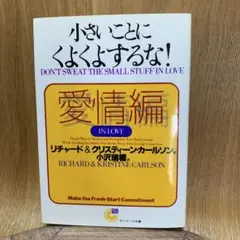 小さいことに
くよくよするな!
DON'T SWEAT THE SMALL STUFF IN LOVE
愛情編
IN LOVE
リチャード&クリスティーン・カールソン。
小沢瑞穂。
RICHARD & KRISTINE CARLSON
Make the Fresh-Start Commitment